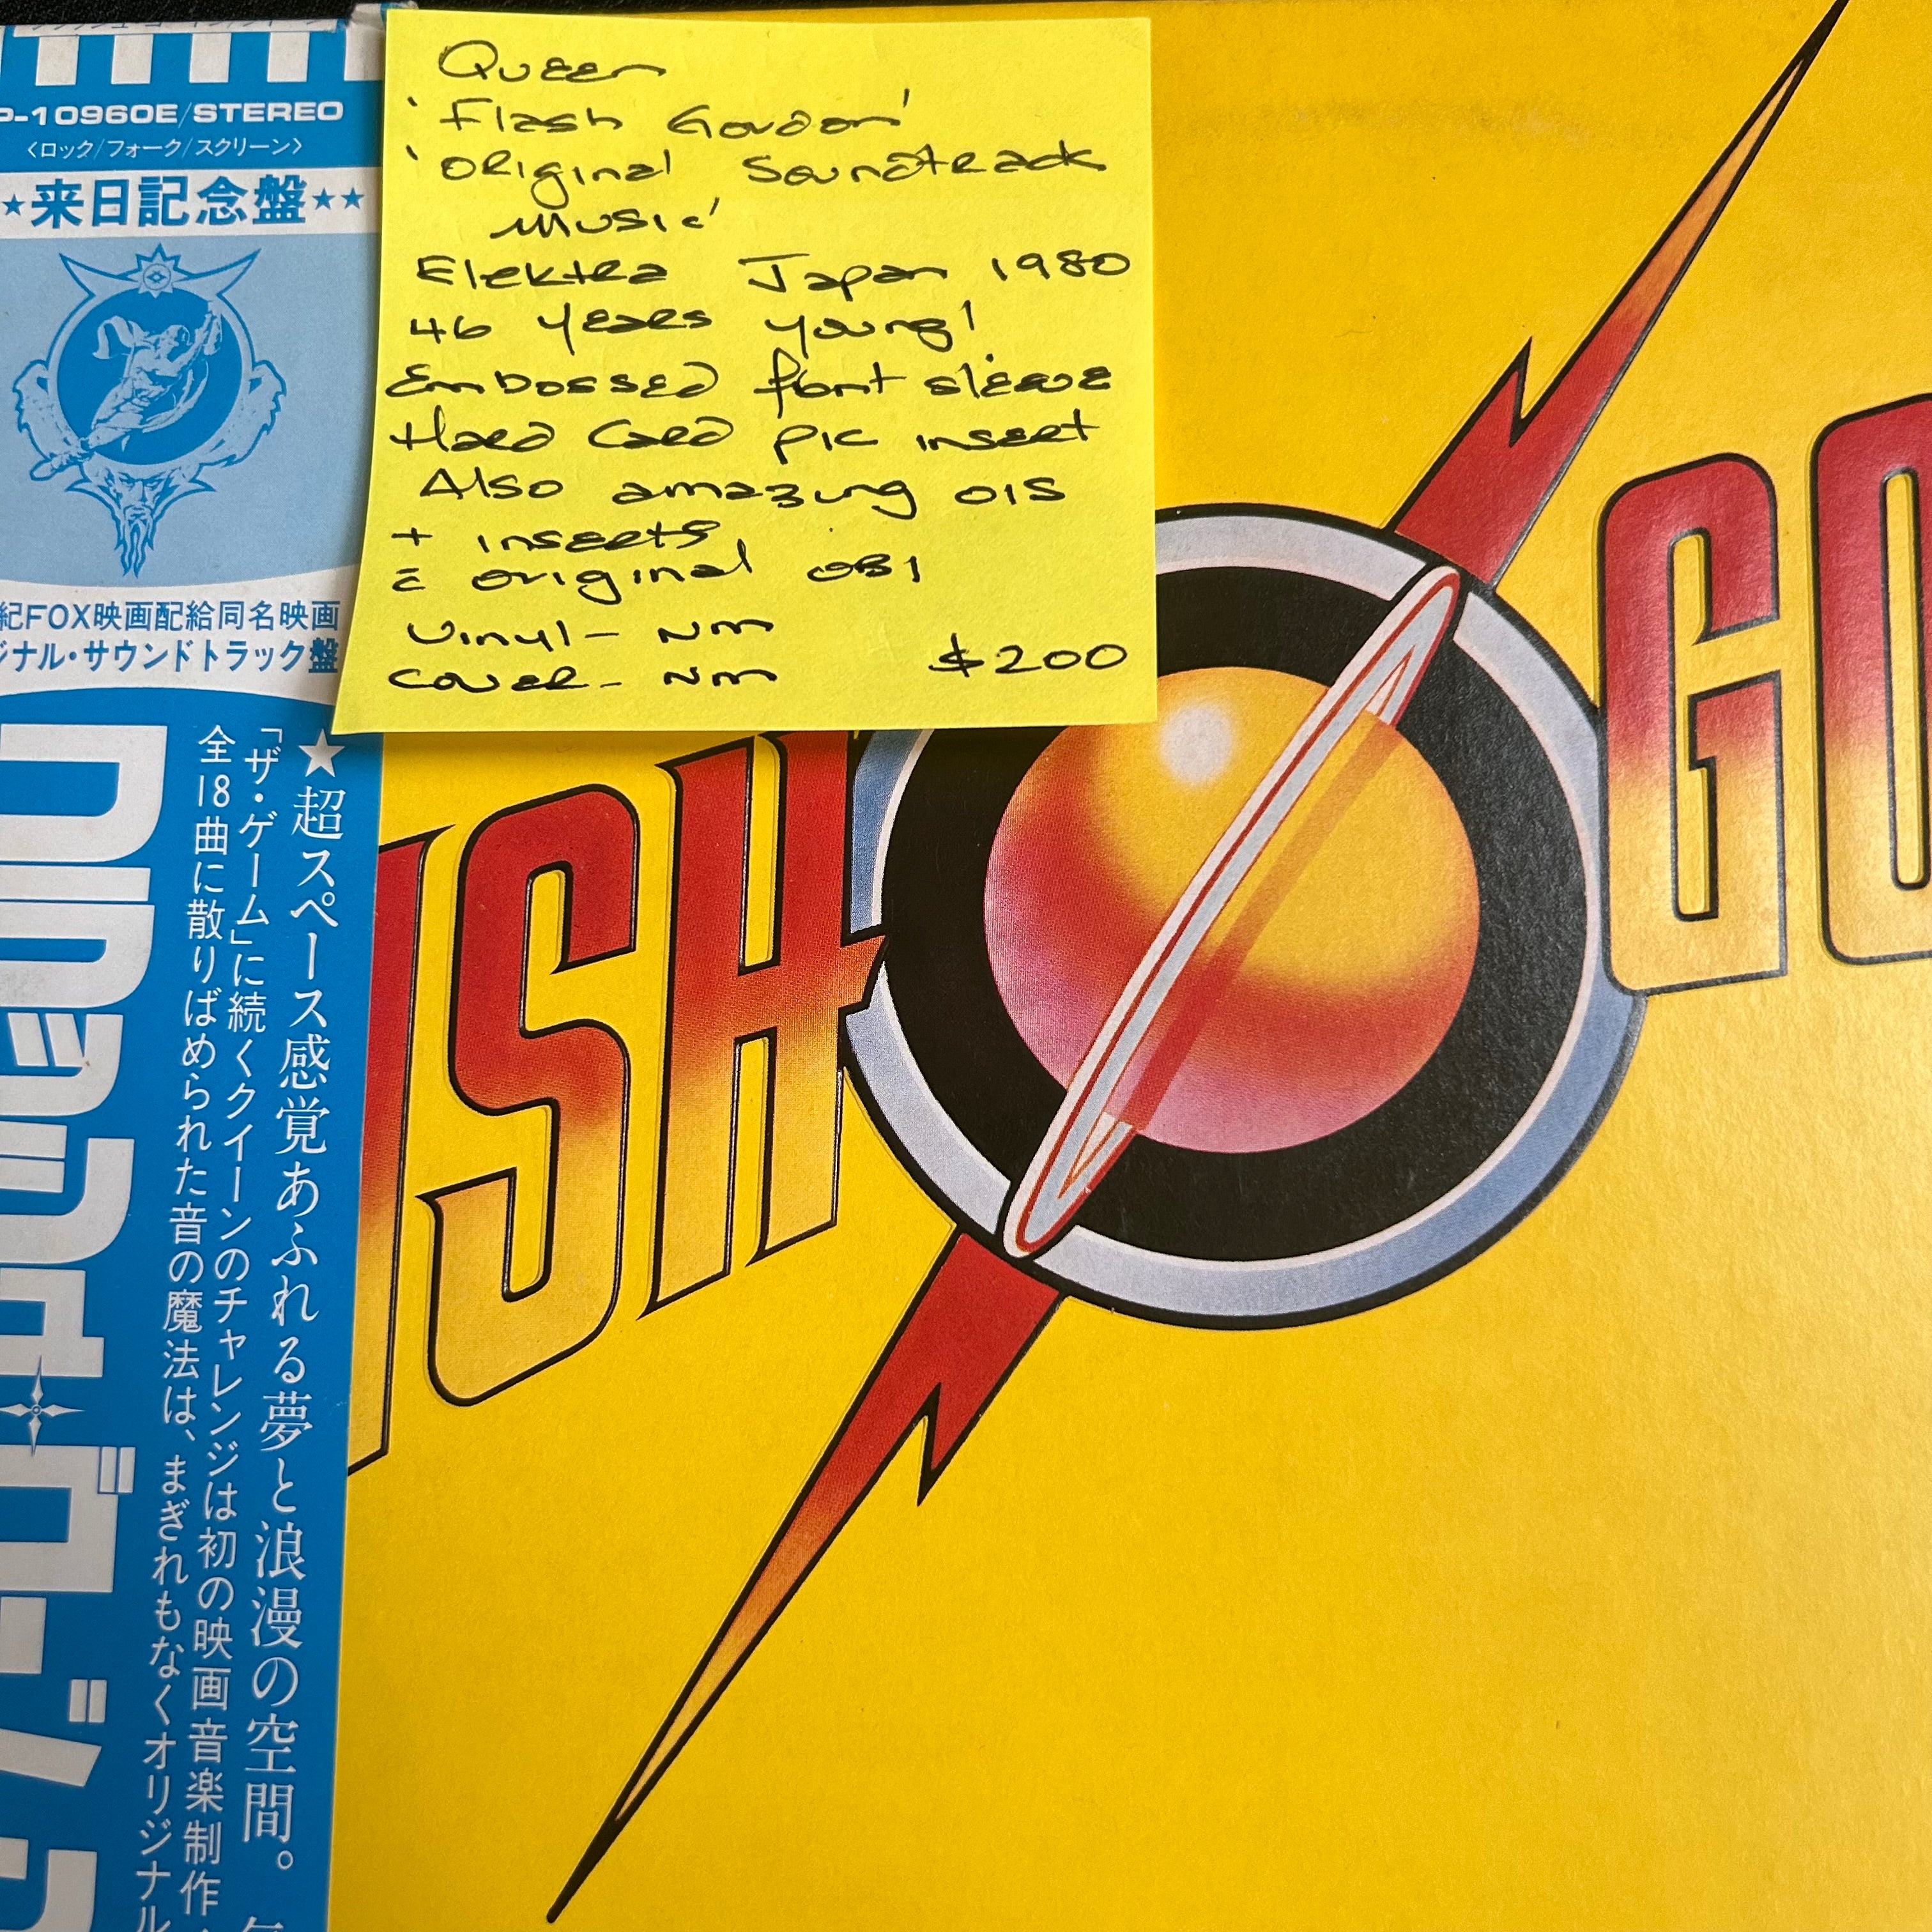 P-10960E/STEREO
〈ロック/フォーク/スクリーン〉
★来日記念盤★★
紀FOX映画配給同名映画
ジナル・サウンドトラック盤
★超スペース感覚あふれる夢と浪漫の空間。
「ザ・ゲーム」に続くクイーンのチャレンジは初の映画音楽制作
全18曲に散りばめられた音の魔法は、まぎれもなくオリジナル
Queen
'Flash Gordon'
'Original Soundtrack
Music'
Elektra Japan 1980
46 years young!
Embossed font sleeve
Hard Card pic insert
Also amazing OIS
+ inserts
c̄ original OBI
Vinyl - NM
Cover - NM $200
ASH GO